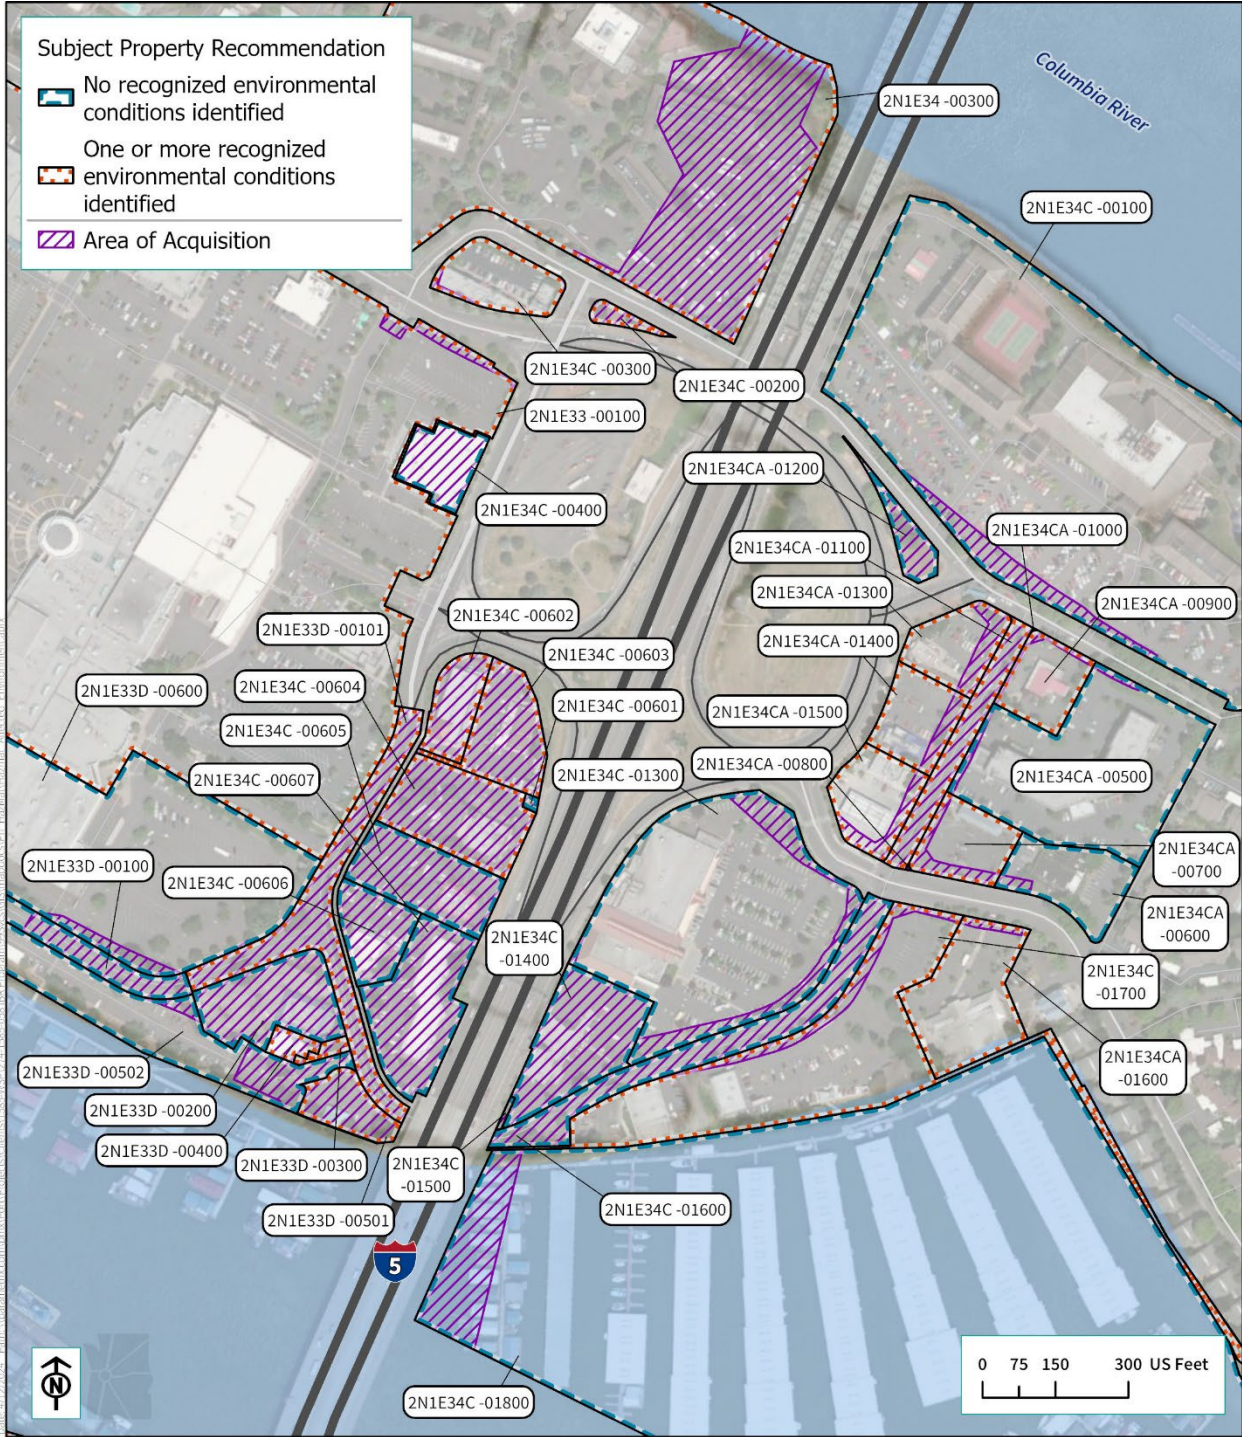 Subject Property Recommendation
No recognized environmental
conditions identified
One or more recognized
environmental conditions
identified
Area of Acquisition
Columbia River
2N1E34 -00300
2N1E34C -00100
2N1E34C -00300
2N1E34C -00200
2N1E33 -00100
2N1E34CA -01200
2N1E34C -00400
2N1E34CA -01000
2N1E34CA -01100
2N1E34CA -01300
2N1E34CA -00900
2N1E34C -00602
2N1E33D -00101
2N1E34CA -01400
2N1E34C -00603
2N1E33D -00600
2N1E34C -00604
2N1E34C -00601
2N1E34CA -01500
2N1E34C -00605
2N1E34CA -00800
2N1E34C -01300
2N1E34C -00607
2N1E34CA -00500
2N1E33D -00100
2N1E34C -00606
2N1E34CA
-00700
2N1E34CA
-00600
2N1E34C
-01400
2N1E34C
-01700
2N1E33D -00502
2N1E34CA
-01600
2N1E33D -00200
2N1E33D -00400
2N1E33D -00300
2N1E34C
-01500
2N1E34C -01600
2N1E33D -00501
5
2N1E34C -01800
N
0 75 150 300 US Feet